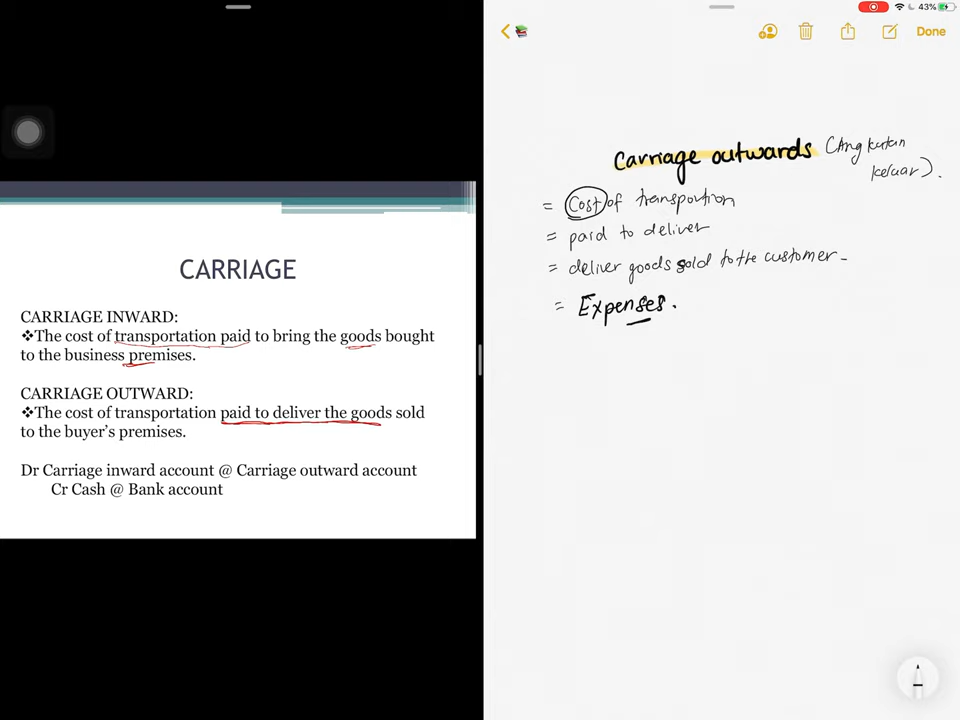 43%
Done
CARRIAGE
CARRIAGE INWARD:
❖The cost of transportation paid to bring the goods bought
to the business premises.
CARRIAGE OUTWARD:
❖The cost of transportation paid to deliver the goods sold
to the buyer's premises.
Dr Carriage inward account @ Carriage outward account
Cr Cash @ Bank account
Carriage outwards (Angkutan
keluar).
= Cost of transportion
= paid to deliver
= deliver goods sold to the customer-
= Expenses.